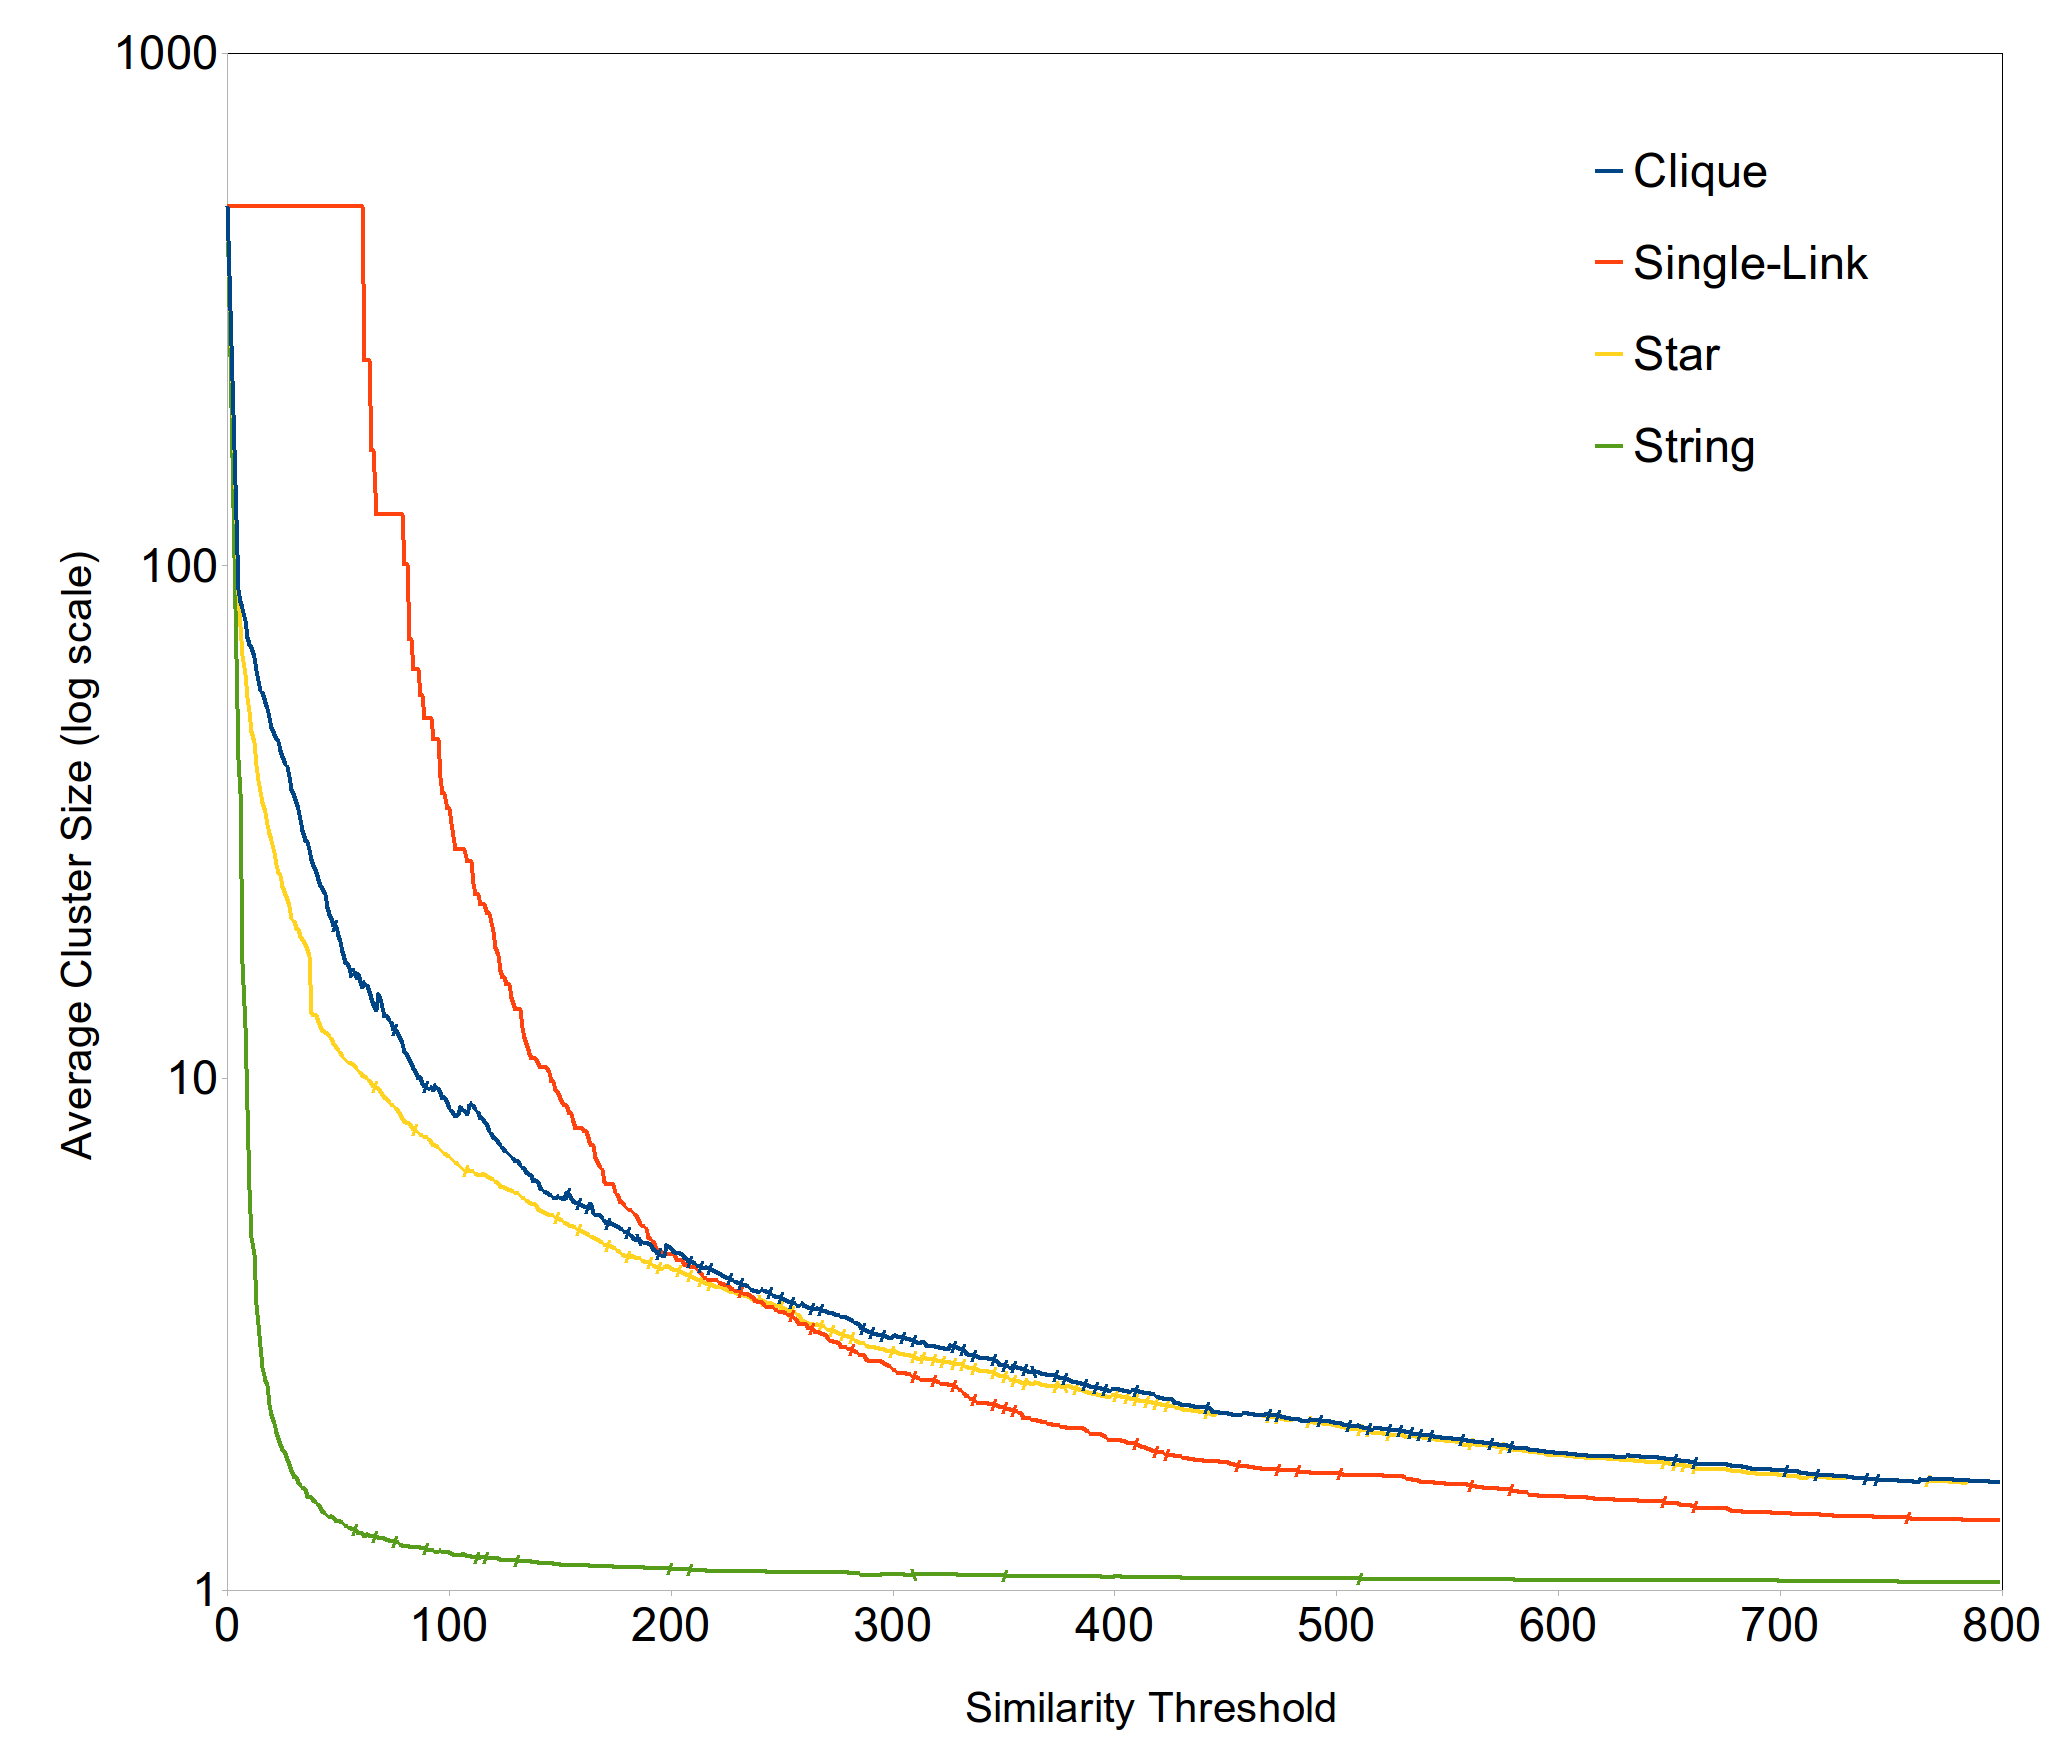 1000
100
10
1
Average Cluster Size (log scale)
Clique
Single-Link
Star
String
0 100 200 300 400 500 600 700 800
Similarity Threshold